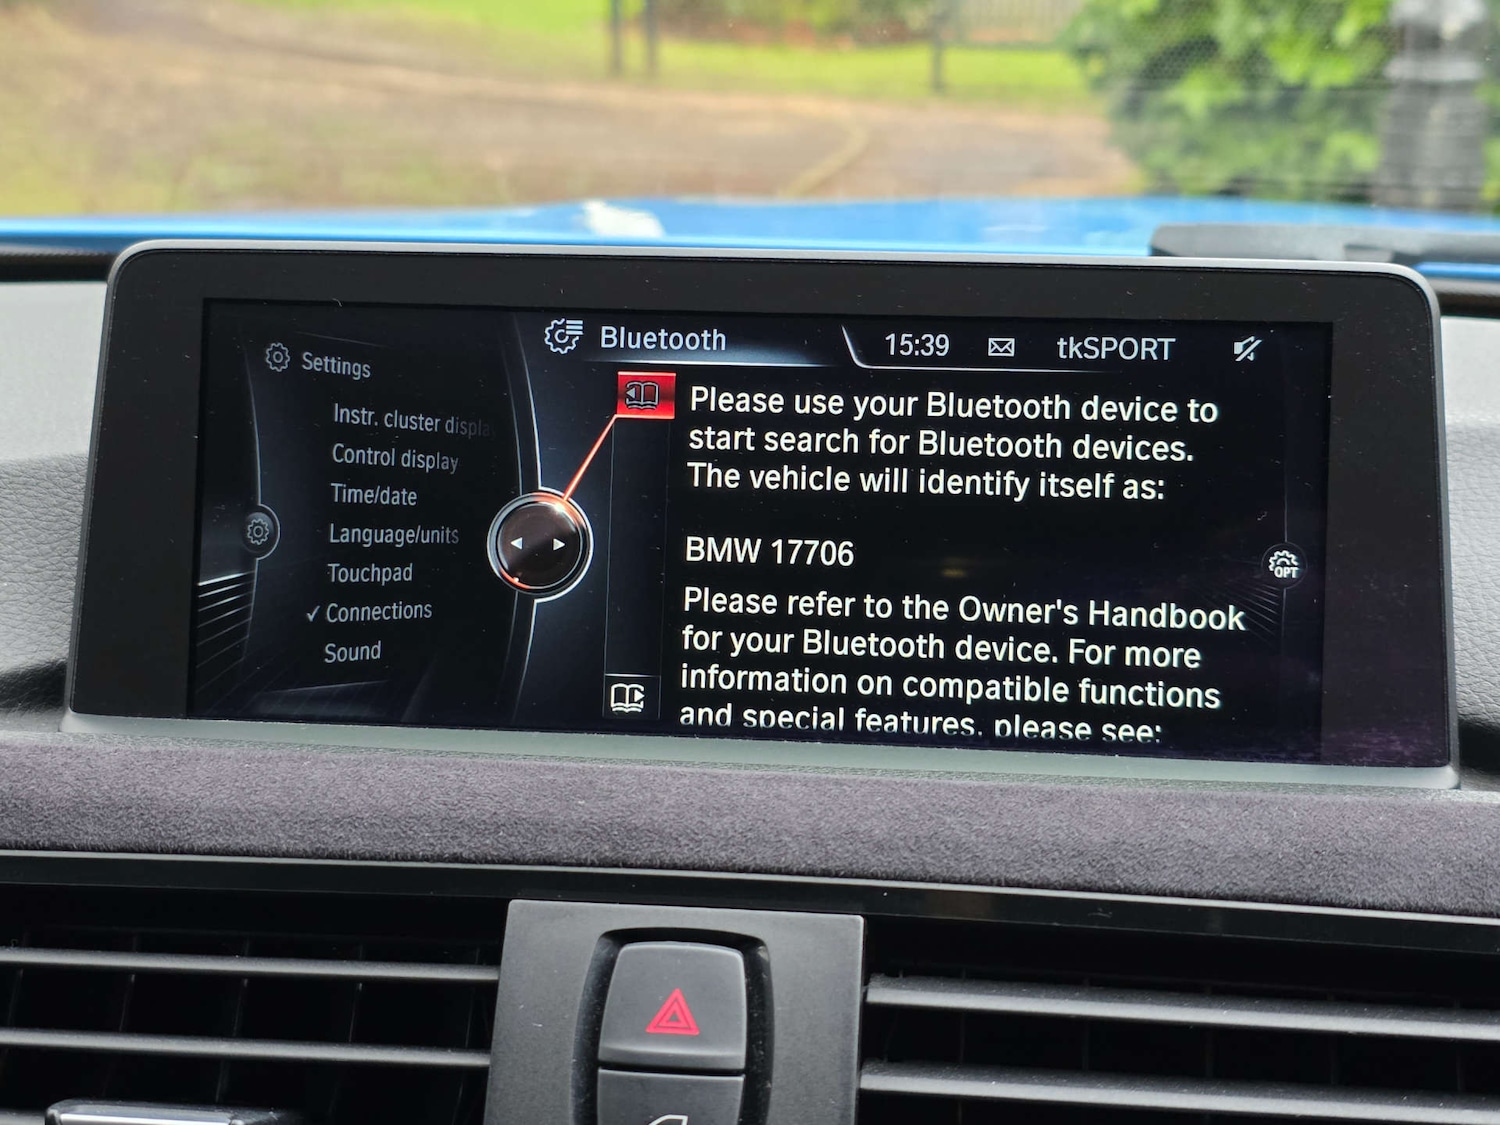 Settings
Instr. cluster displa
Control display
Time/date
Language/units
Touchpad
✓ Connections
Sound
Bluetooth
15:39
tkSPORT
Please use your Bluetooth device to
start search for Bluetooth devices.
The vehicle will identify itself as:
BMW 17706
Please refer to the Owner's Handbook
for your Bluetooth device. For more
information on compatible functions
and special features, please see:
OPT